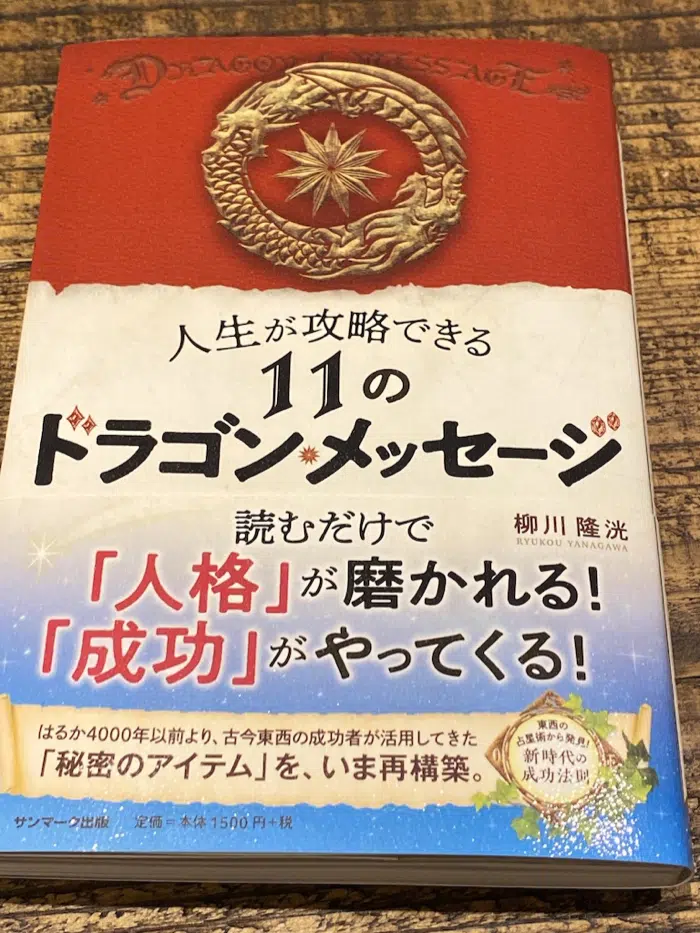 DRAGON MESSAGE
人生が攻略できる
11の
ドラゴン・メッセージ
柳川 隆洸
RYUKOU YANAGAWA
読むだけで
「人格」が磨かれる!
「成功」がやってくる!
はるか4000年以前より、古今東西の成功者が活用してきた
「秘密のアイテム」を、いま再構築。
東西の
占星術から発見!
新時代の
成功法則
サンマーク出版 定価=本体1500円+税